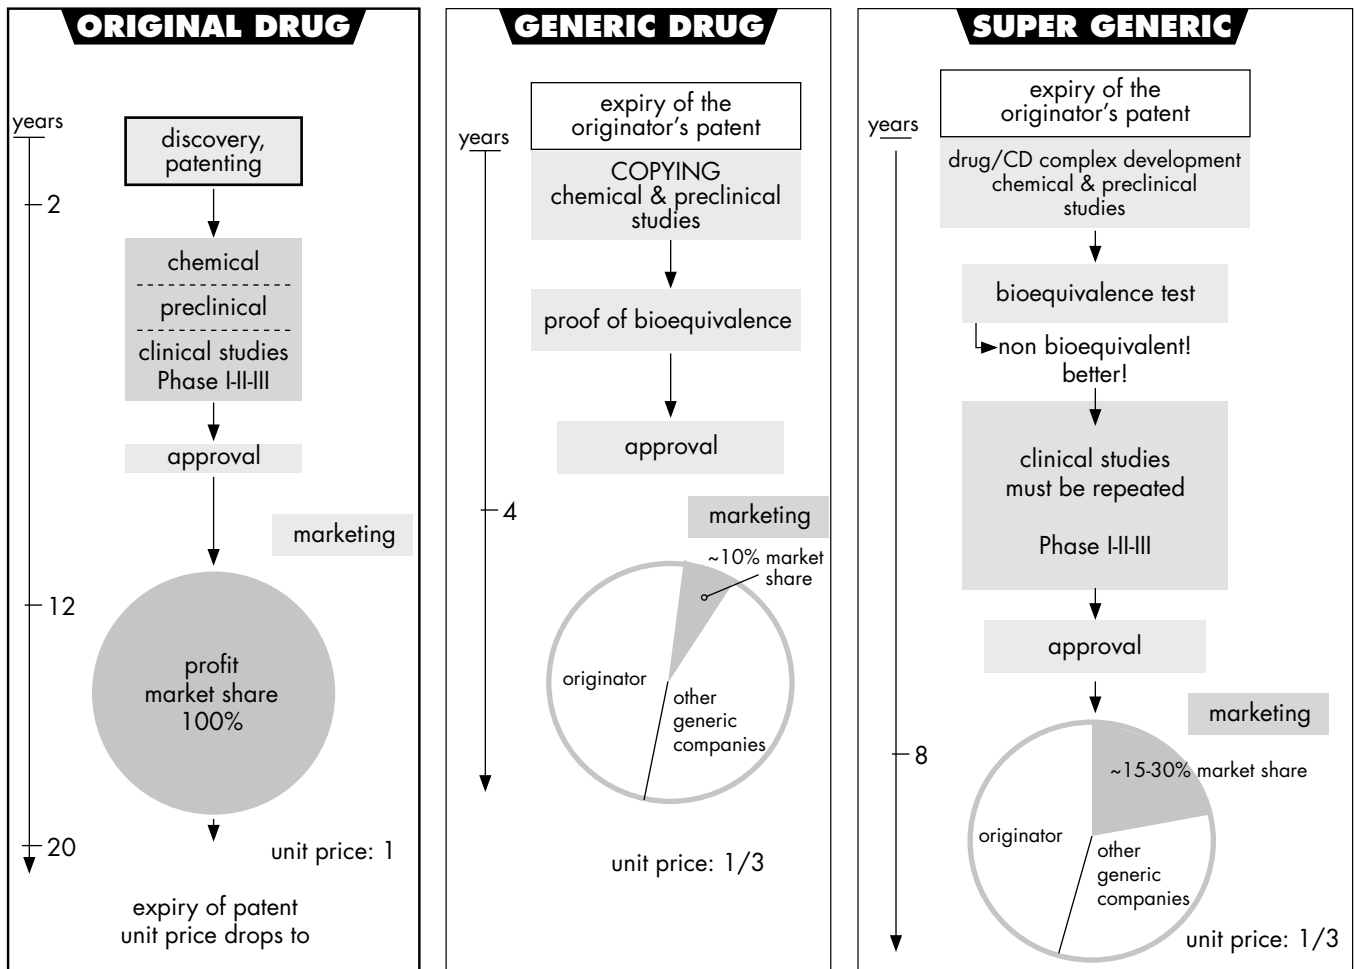 ORIGINAL DRUG
years
discovery,
patenting
2
chemical
preclinical
clinical studies
Phase I-II-III
approval
marketing
12
profit
market share
100%
20
unit price: 1
expiry of patent
unit price drops to
GENERIC DRUG
expiry of the
originator's patent
years
COPYING
chemical & preclinical
studies
proof of bioequivalence
approval
4
marketing
~10% market
share
originator
other
generic
companies
unit price: 1/3
SUPER GENERIC
expiry of the
originator's patent
years
drug/CD complex development
chemical & preclinical
studies
bioequivalence test
non bioequivalent!
better!
clinical studies
must be repeated
Phase I-II-III
approval
marketing
8
~15-30% market share
originator
other
generic
companies
unit price: 1/3